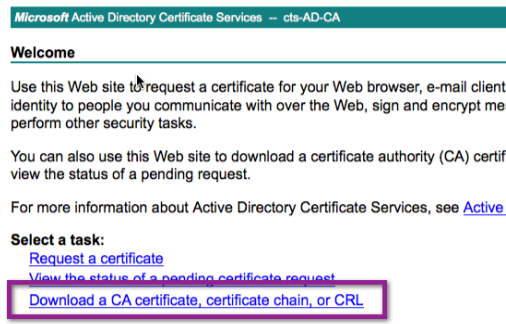 Microsoft Active Directory Certificate Services -- cts-AD-CA
Welcome
Use this Web site to request a certificate for your Web browser, e-mail client
identity to people you communicate with over the Web, sign and encrypt me
perform other security tasks.
You can also use this Web site to download a certificate authority (CA) certif
view the status of a pending request.
For more information about Active Directory Certificate Services, see Active
Select a task:
Request a certificate
View the status of a pending certificate request
Download a CA certificate, certificate chain, or CRL